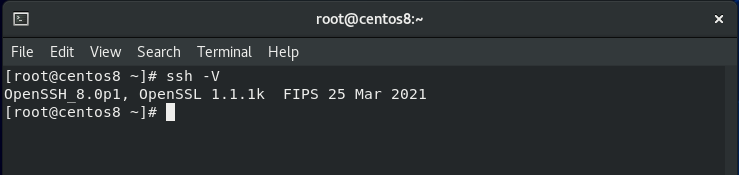 root@centos8:~
File Edit View Search Terminal Help
[root@centos8 ~]# ssh -V
OpenSSH_8.0p1, OpenSSL 1.1.1k  FIPS 25 Mar 2021
[root@centos8 ~]#